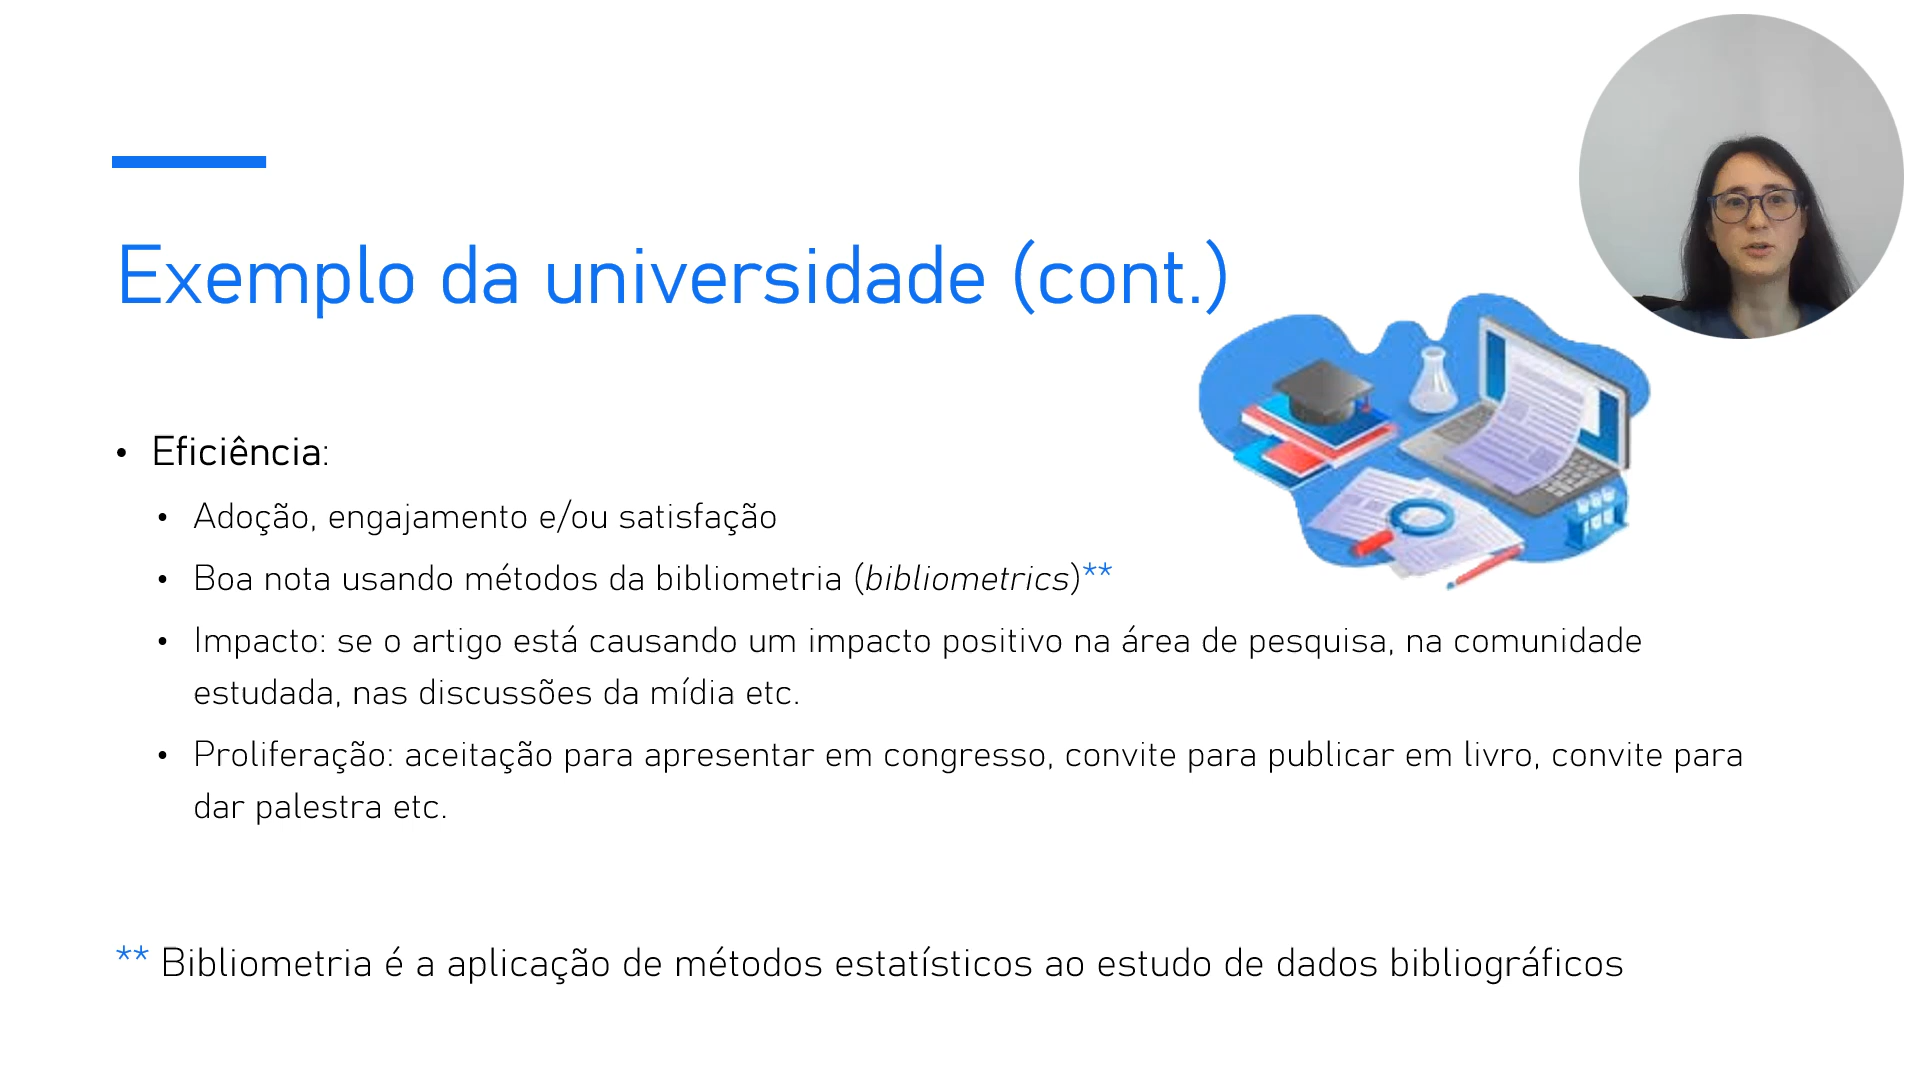 Exemplo da universidade (cont.)
• Eficiência:
• Adoção, engajamento e/ou satisfação
• Boa nota usando métodos da bibliometria (bibliometrics)**
• Impacto: se o artigo está causando um impacto positivo na área de pesquisa, na comunidade
estudada, nas discussões da mídia etc.
• Proliferação: aceitação para apresentar em congresso, convite para publicar em livro, convite para
dar palestra etc.
** Bibliometria é a aplicação de métodos estatísticos ao estudo de dados bibliográficos